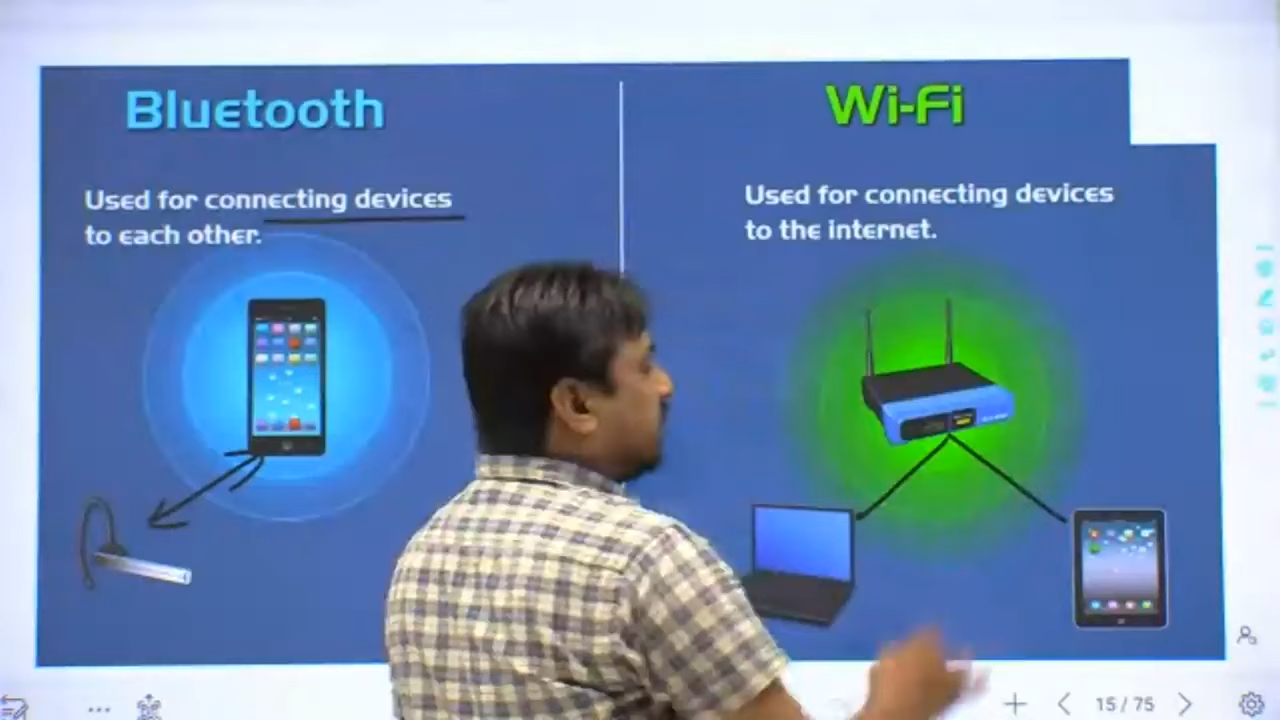 Bluetooth
Used for connecting devices
to each other.
Wi-Fi
Used for connecting devices
to the internet.
15 / 75